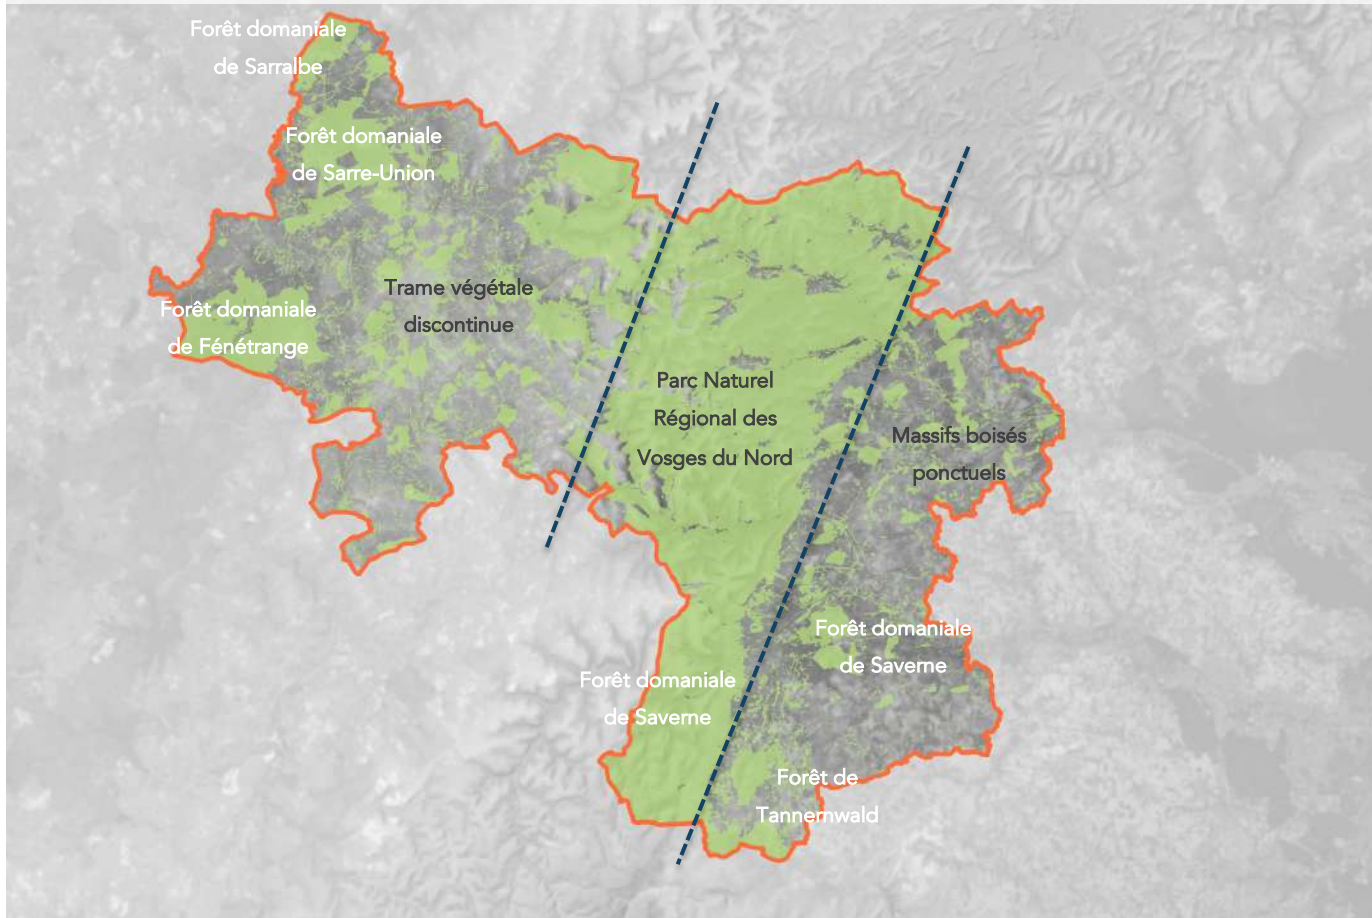 Forêt domaniale
de Sarralbe
Forêt domaniale
de Sarre-Union
Trame végétale
discontinue
Forêt domaniale
de Fénétrange
Parc Naturel
Régional des
Vosges du Nord
Massifs boisés
ponctuels
Forêt domaniale
de Saverne
Forêt domaniale
de Saverne
Forêt de
Tannernwald